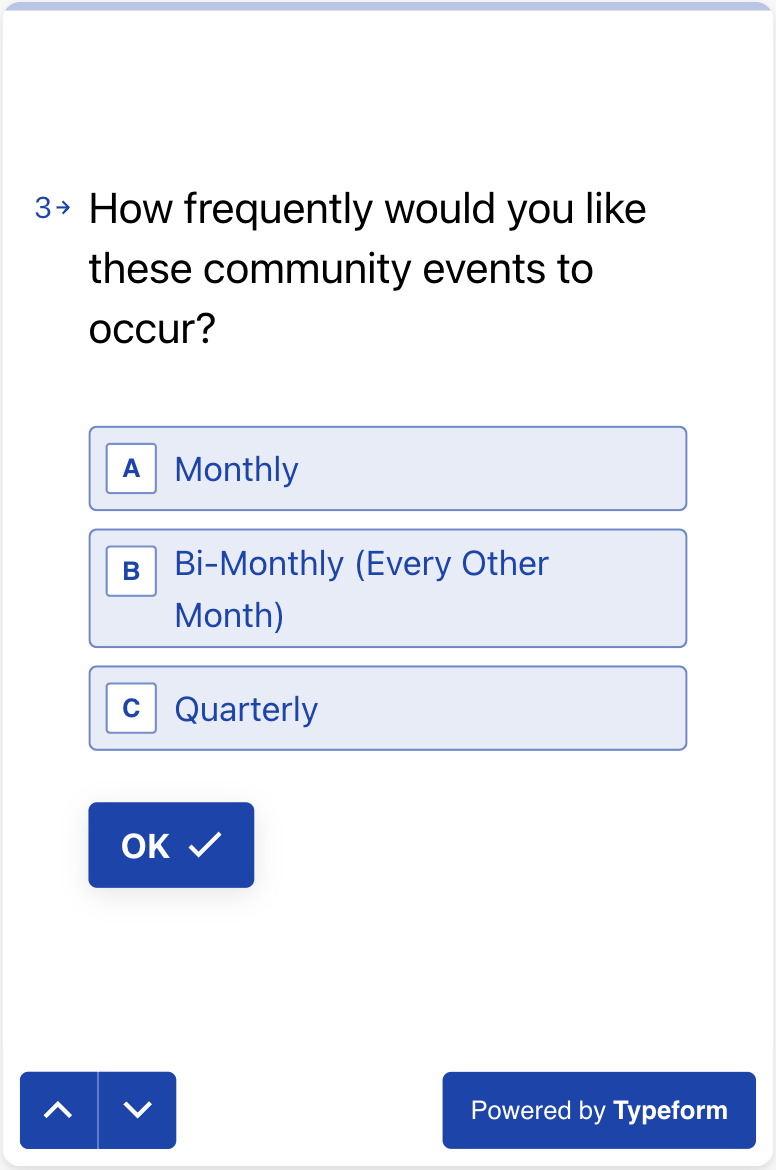 3→ How frequently would you like
these community events to
occur?
A Monthly
B Bi-Monthly (Every Other
Month)
C Quarterly
OK
Powered by Typeform